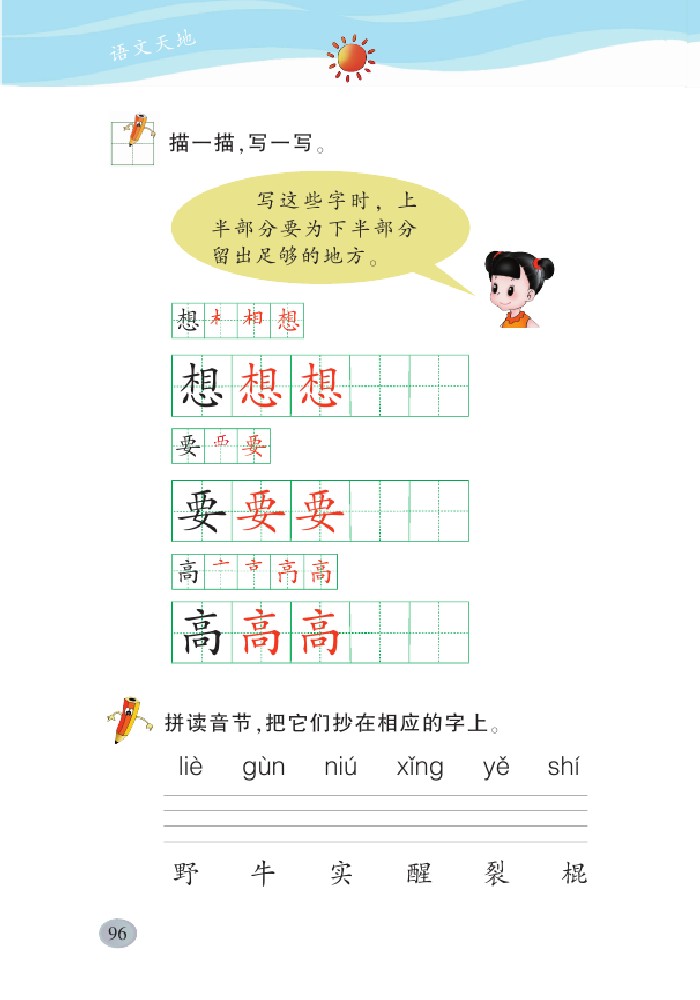 语文天地
描一描,写一写。
写这些字时，上
半部分要为下半部分
留出足够的地方。
想 木 相 想
想 想 想
要 覀 要
要 要 要
高 亠 亠口 高
高 高 高
拼读音节,把它们抄在相应的字上。
liè gùn niú xǐng yě shí
野 牛 实 醒 裂 棍
96